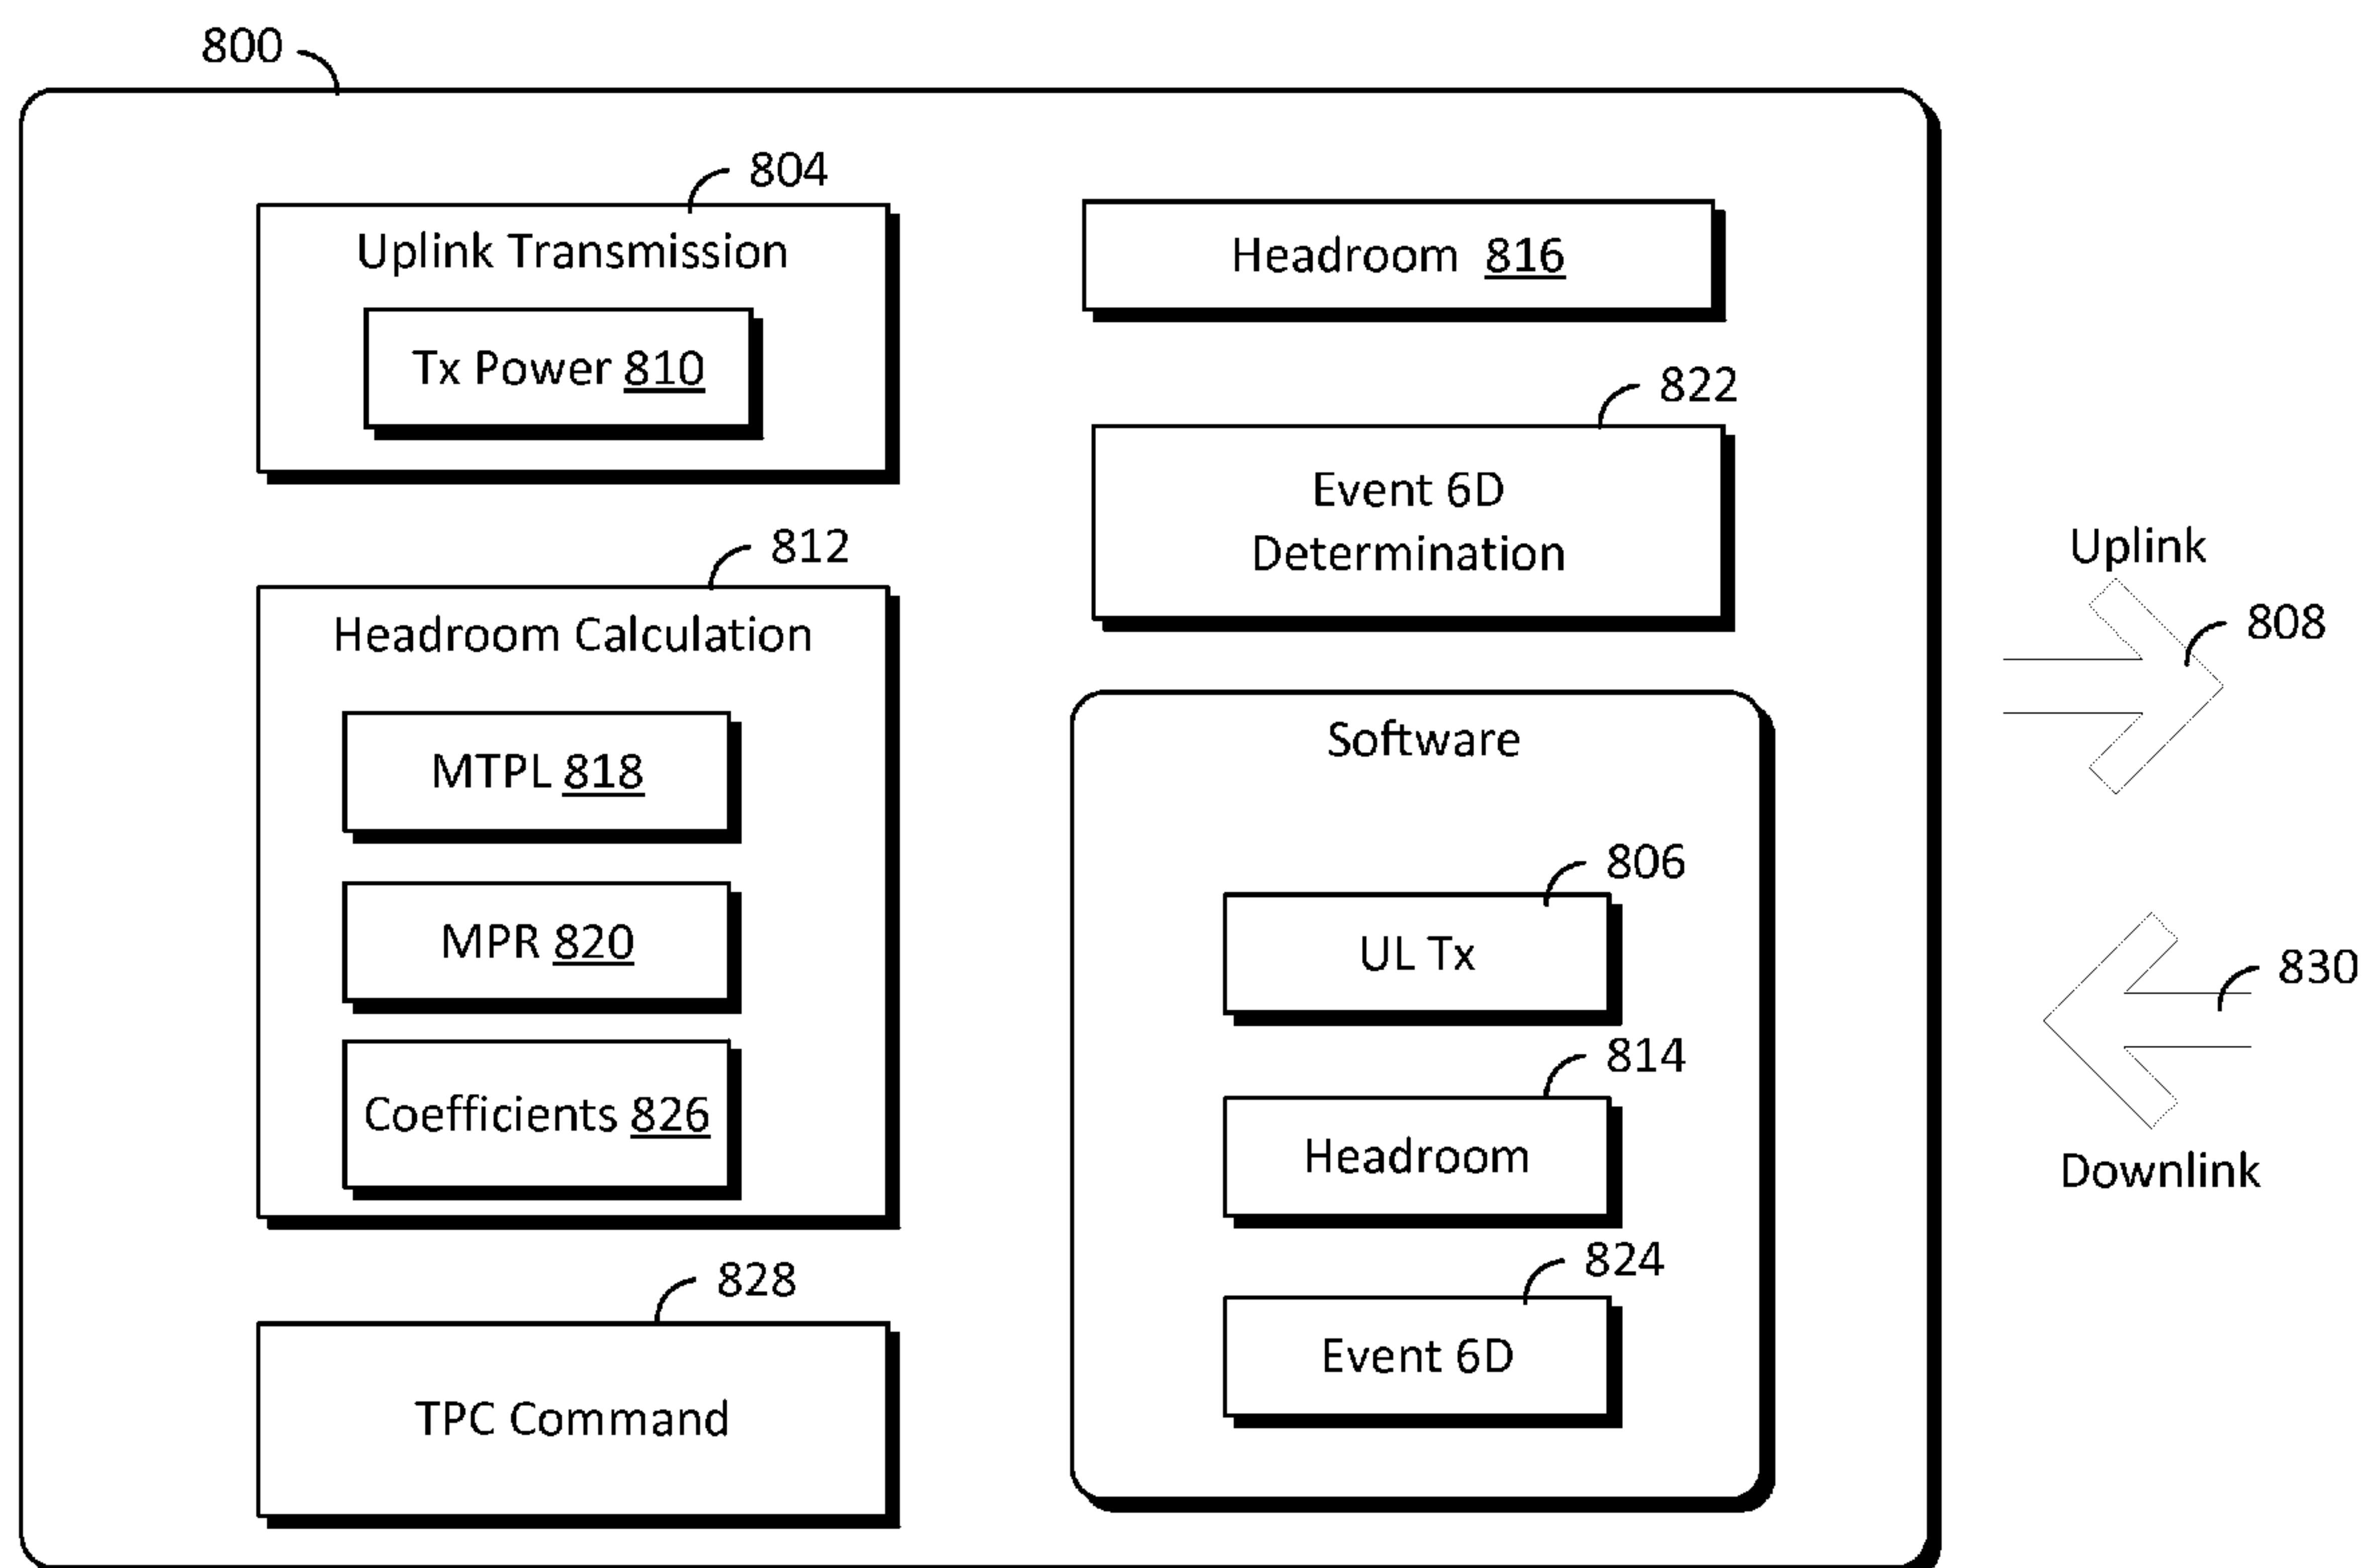 800
804
Uplink Transmission
Tx Power 810
812
Headroom Calculation
MTPL 818
MPR 820
Coefficients 826
828
TPC Command
Headroom 816
822
Event 6D
Determination
Software
806
UL Tx
814
Headroom
824
Event 6D
Uplink
808
830
Downlink